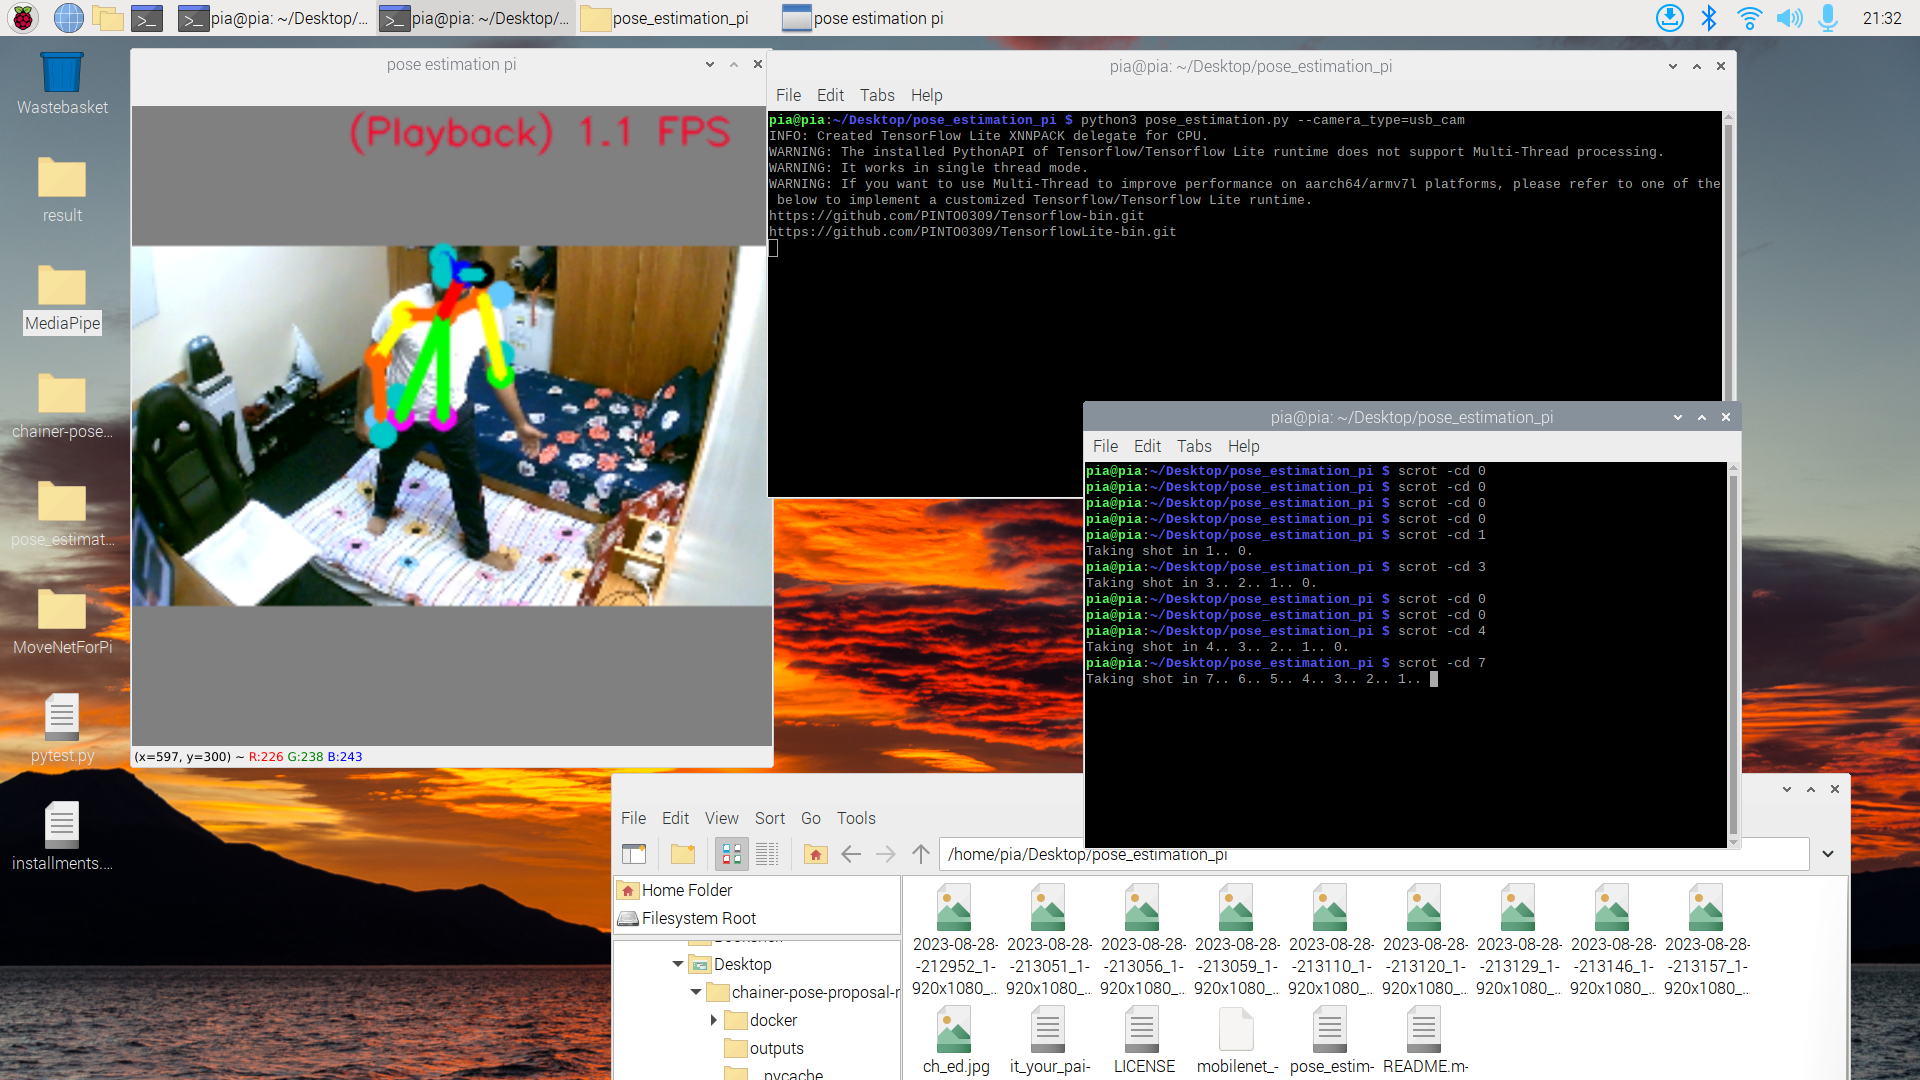 pia@pia: ~/Desktop/...
pia@pia: ~/Desktop/...
pose_estimation_pi
pose estimation pi
21:32
Wastebasket
result
MediaPipe
chainer-pose...
pose_estimat...
MoveNetForPi
pytest.py
installments....
pose estimation pi
(Playback) 1.1 FPS
(x=597, y=300) ~ R:226 G:238 B:243
pia@pia: ~/Desktop/pose_estimation_pi
File Edit Tabs Help
pia@pia:~/Desktop/pose_estimation_pi $ python3 pose_estimation.py --camera_type=usb_cam
INFO: Created TensorFlow Lite XNNPACK delegate for CPU.
WARNING: The installed PythonAPI of Tensorflow/Tensorflow Lite runtime does not support Multi-Thread processing.
WARNING: It works in single thread mode.
WARNING: If you want to use Multi-Thread to improve performance on aarch64/armv7l platforms, please refer to one of the
below to implement a customized Tensorflow/Tensorflow Lite runtime.
https://github.com/PINTO0309/Tensorflow-bin.git
https://github.com/PINTO0309/TensorflowLite-bin.git
pia@pia: ~/Desktop/pose_estimation_pi
File Edit Tabs Help
pia@pia:~/Desktop/pose_estimation_pi $ scrot -cd 0
pia@pia:~/Desktop/pose_estimation_pi $ scrot -cd 0
pia@pia:~/Desktop/pose_estimation_pi $ scrot -cd 0
pia@pia:~/Desktop/pose_estimation_pi $ scrot -cd 0
pia@pia:~/Desktop/pose_estimation_pi $ scrot -cd 1
Taking shot in 1.. 0.
pia@pia:~/Desktop/pose_estimation_pi $ scrot -cd 3
Taking shot in 3.. 2.. 1.. 0.
pia@pia:~/Desktop/pose_estimation_pi $ scrot -cd 0
pia@pia:~/Desktop/pose_estimation_pi $ scrot -cd 0
pia@pia:~/Desktop/pose_estimation_pi $ scrot -cd 4
Taking shot in 4.. 3.. 2.. 1.. 0.
pia@pia:~/Desktop/pose_estimation_pi $ scrot -cd 7
Taking shot in 7.. 6.. 5.. 4.. 3.. 2.. 1..
File Edit View Sort Go Tools
/home/pia/Desktop/pose_estimation_pi
Home Folder
Filesystem Root
Desktop
chainer-pose-proposal-
docker
outputs
pycache
2023-08-28- 2023-08-28- 2023-08-28- 2023-08-28- 2023-08-28- 2023-08-28- 2023-08-28- 2023-08-28- 2023-08-28-
-212952_1- -213051_1- -213056_1- -213059_1- -213110_1- -213120_1- -213129_1- -213146_1- -213157_1-
920x1080_... 920x1080_... 920x1080_... 920x1080_... 920x1080_... 920x1080_... 920x1080_... 920x1080_... 920x1080_...
ch_ed.jpg it_your_pai- LICENSE mobilenet_- pose_estim- README.m-